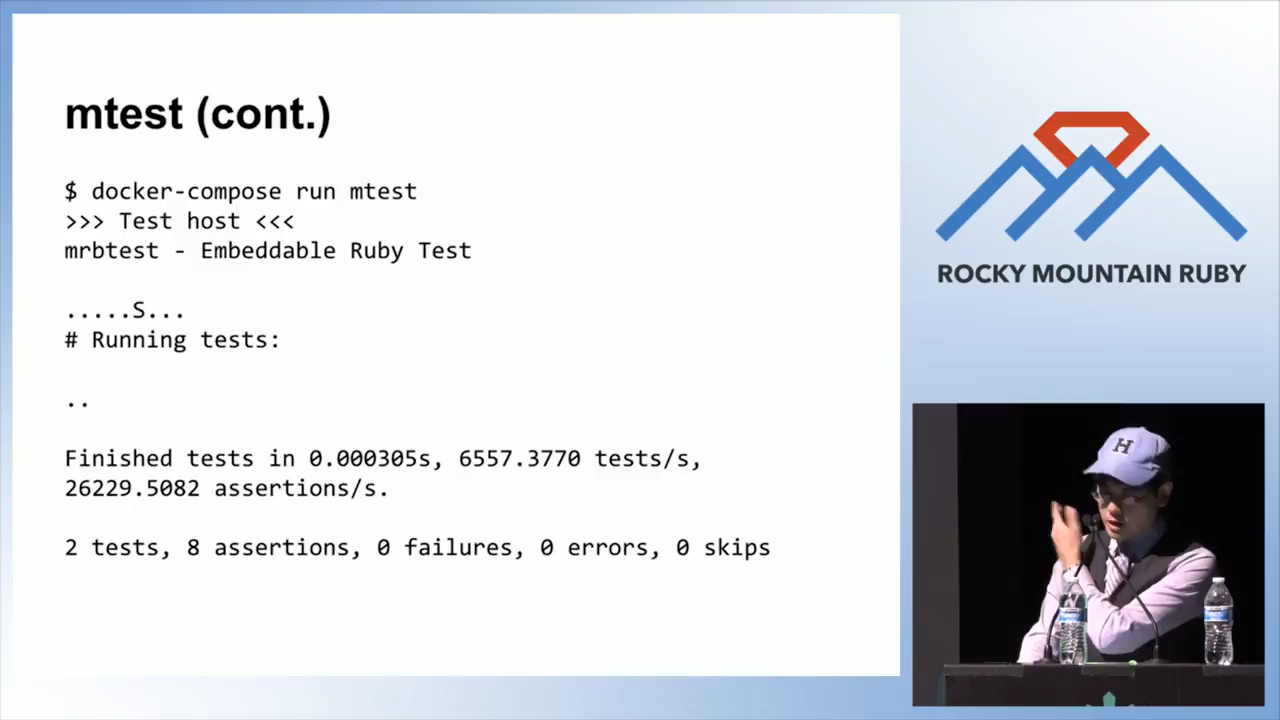 mtest (cont.)
$ docker-compose run mtest
>>> Test host <<<
mrbtest - Embeddable Ruby Test
.....S...
# Running tests:
..
Finished tests in 0.000305s, 6557.3770 tests/s,
26229.5082 assertions/s.
2 tests, 8 assertions, 0 failures, 0 errors, 0 skips
ROCKY MOUNTAIN RUBY
H